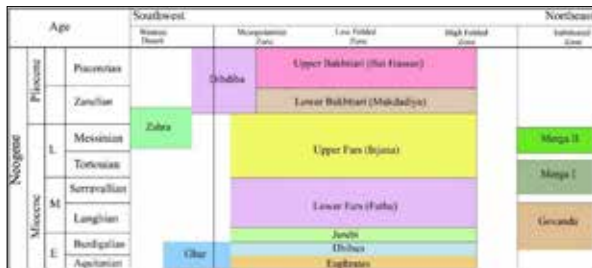 Southwest Northeast
Age
Western Desert Mesopotamian Zone Low Folded Zone High Folded Zone Imbricated Zone
Neogene
Pliocene
Piacenzian
Zanclean
Miocene
L
Messinian
Tortonian
M
Serravallian
Langhian
E
Burdigalian
Aquitanian
Dibdiba
Upper Bakhtiari (Bai Hassan)
Lower Bakhtiari (Mukdadiya)
Zahra
Upper Fars (Injana)
Merga II
Merga I
Lower Fars (Fatha)
Govanda
Jeribe
Ghar
Dhiban
Euphrates